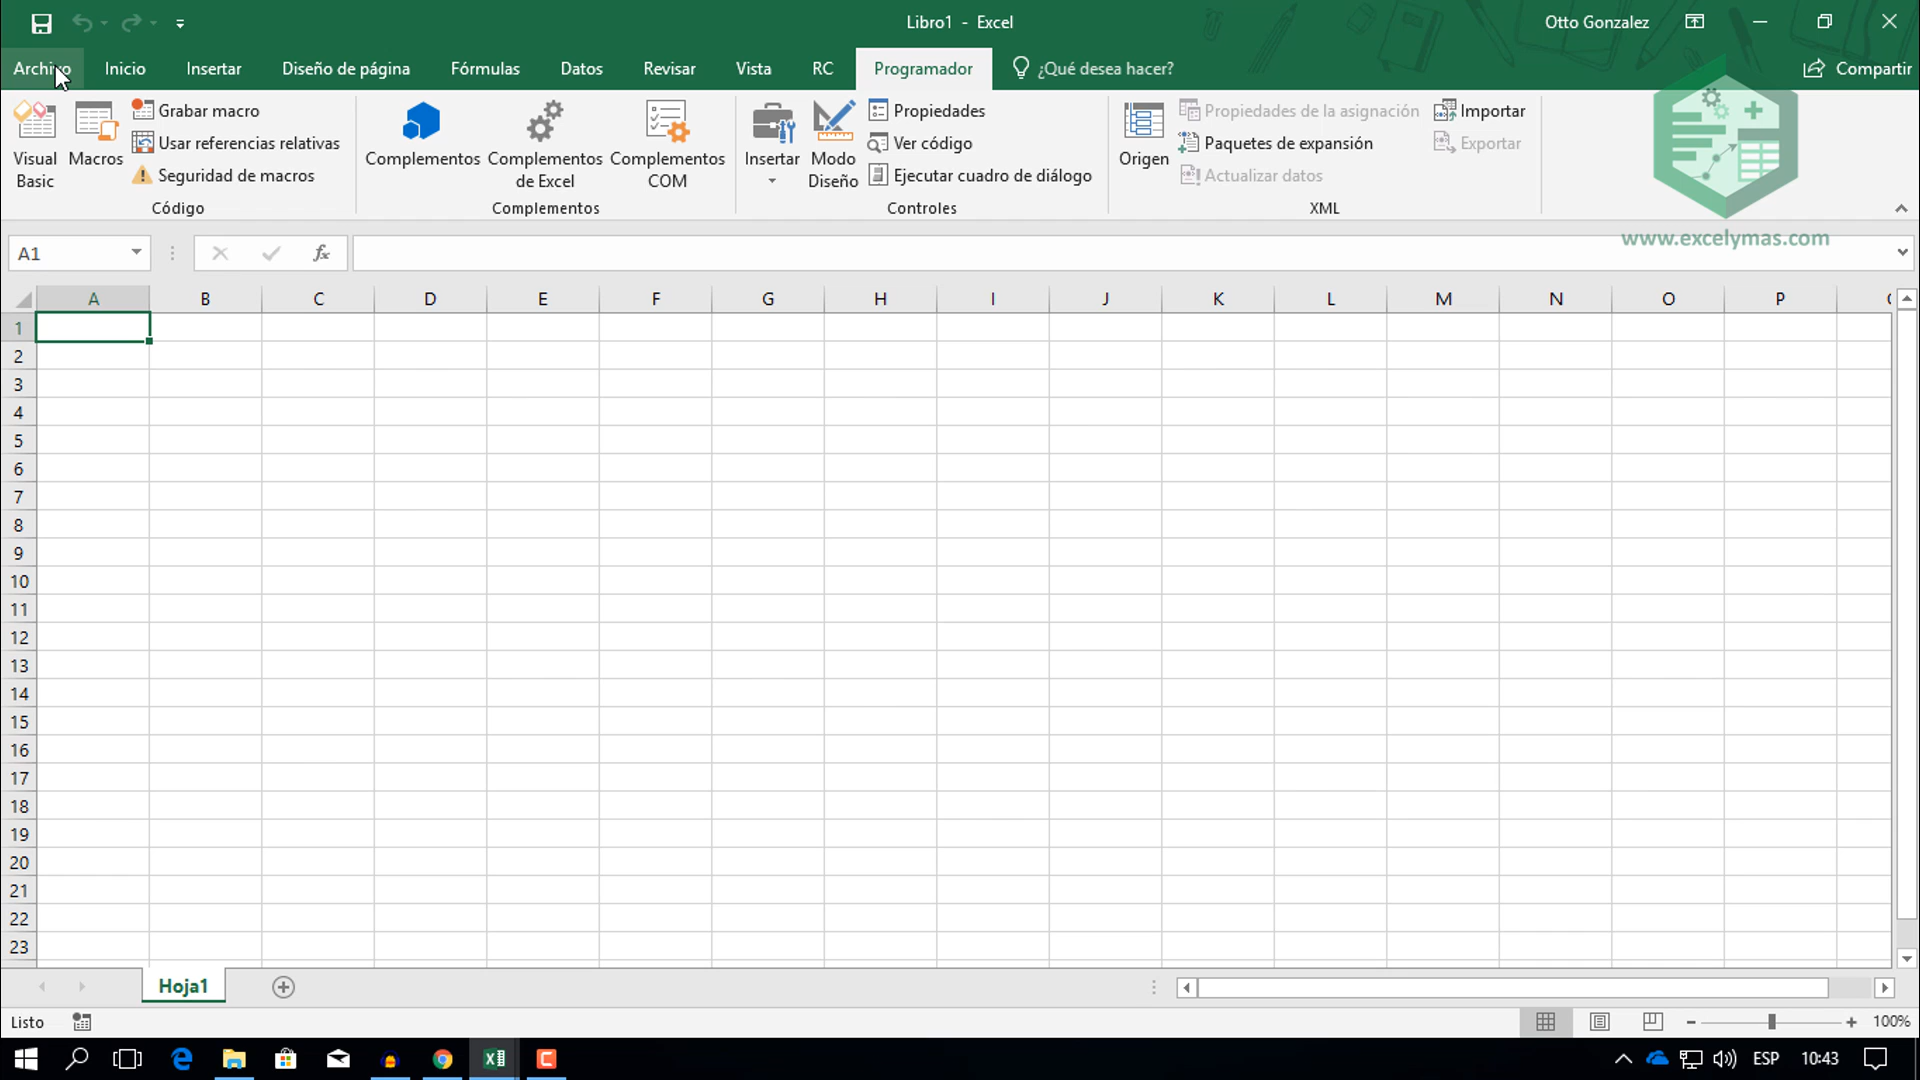 Libro1 - Excel
Otto Gonzalez
Archivo Inicio Insertar Diseño de página Fórmulas Datos Revisar Vista RC Programador ¿Qué desea hacer? Compartir
Visual Basic
Macros
Grabar macro
Usar referencias relativas
Seguridad de macros
Código
Complementos
Complementos de Excel
Complementos COM
Complementos
Insertar
Modo Diseño
Propiedades
Ver código
Ejecutar cuadro de diálogo
Controles
Origen
Propiedades de la asignación
Paquetes de expansión
Actualizar datos
Importar
Exportar
XML
www.excelymas.com
A1
fx
A B C D E F G H I J K L M N O P
1
2
3
4
5
6
7
8
9
10
11
12
13
14
15
16
17
18
19
20
21
22
23
Hoja1
Listo
100%
ESP 10:43